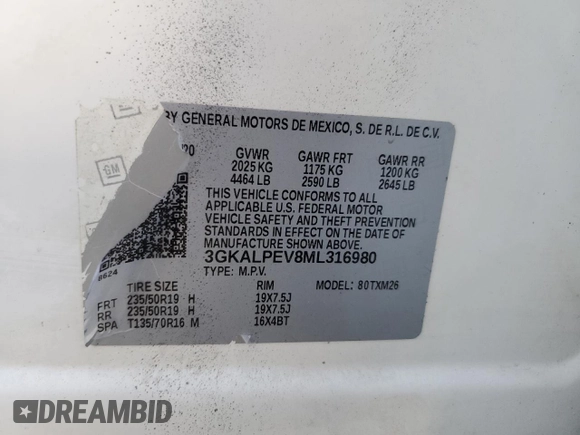 RY GENERAL MOTORS DE MEXICO, S. DE R.L. DE C.V.
/20 GVWR GAWR FRT GAWR RR
2025 KG 1175 KG 1200 KG
4464 LB 2590 LB 2645 LB
THIS VEHICLE CONFORMS TO ALL
APPLICABLE U.S. FEDERAL MOTOR
VEHICLE SAFETY AND THEFT PREVENTION
STANDARDS IN EFFECT ON THE DATE OF
MANUFACTURE SHOWN ABOVE.
3GKALPEV8ML316980
TYPE: M.P.V.
8624
MODEL: 80TXM26
TIRE SIZE RIM
FRT 235/50R19 H 19X7.5J
RR 235/50R19 H 19X7.5J
SPA T135/70R16 M 16X4BT
GM
DREAMBID